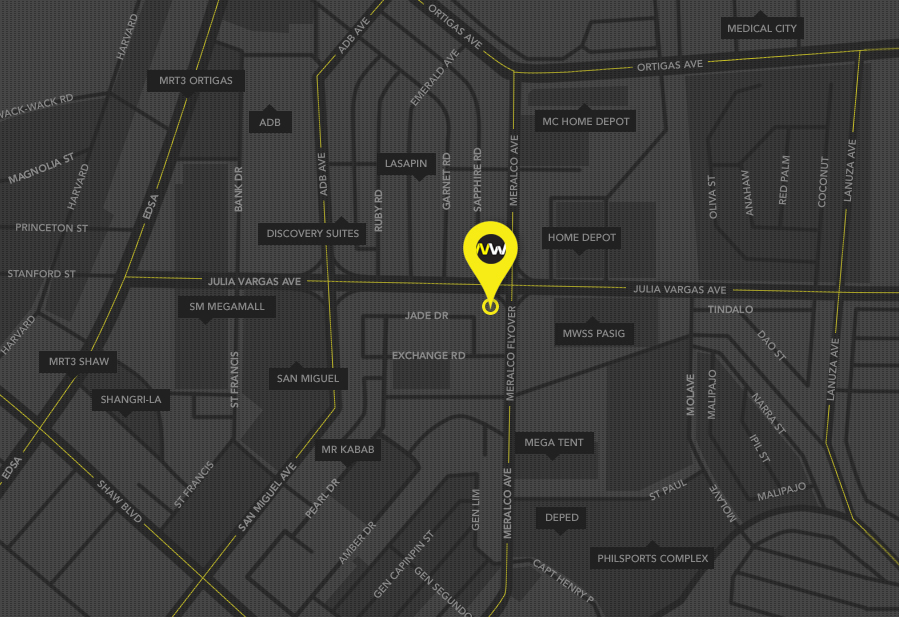 ORTIGAS AVE
MEDICAL CITY
HARVARD
ADB AVE
MRT3 ORTIGAS
EMERALD AVE
ORTIGAS AVE
WACK-WACK RD
ADB
MC HOME DEPOT
MAGNOLIA ST
HARVARD
BANK DR
ADB AVE
LASAPIN
GARNET RD
SAPPHIRE RD
MERALCO AVE
OLIVA ST
ANAHAW
RED PALM
COCONUT
LANUZA AVE
EDSA
RUBY RD
PRINCETON ST
DISCOVERY SUITES
HOME DEPOT
W
STANFORD ST
JULIA VARGAS AVE
JULIA VARGAS AVE
SM MEGAMALL
JADE DR
TINDALO
HARVARD
MWSS PASIG
DAO ST
MRT3 SHAW
EXCHANGE RD
MERALCO FLYOVER
ST FRANCIS
SAN MIGUEL
MOLAVE
MALIPAJO
LANUZA AVE
SHANGRI-LA
NARRA ST
MR KABAB
MEGA TENT
IPIL ST
EDSA
ST FRANCIS
SAN MIGUEL AVE
SHAW BLVD
PEARL DR
GEN LIM
MERALCO AVE
ST PAUL
MOLAVE
MALIPAJO
DEPED
AMBER DR
GEN CAPINPIN ST
PHILSPORTS COMPLEX
GEN SEGUNDO
CAPT HENRY P